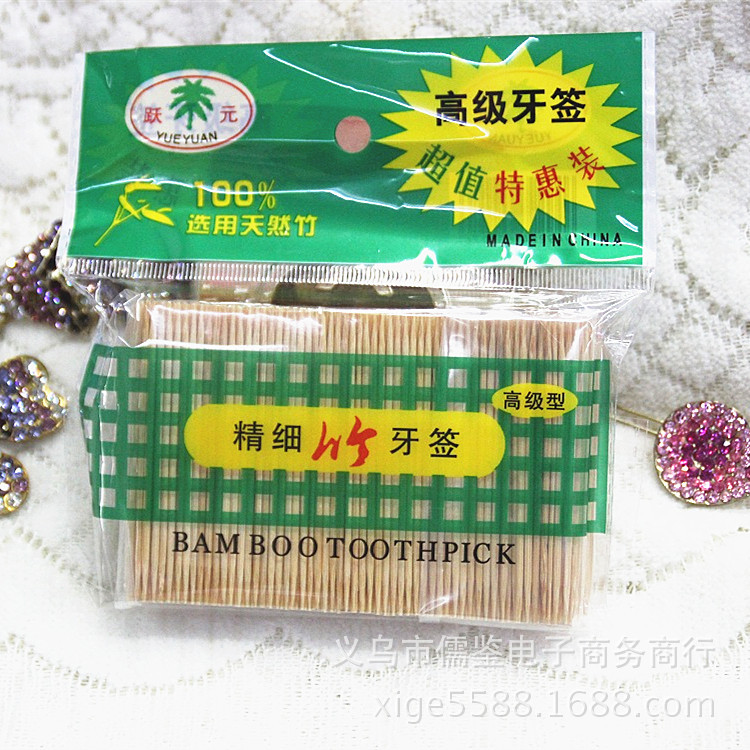 跃 元
YUEYUAN
100%
选用天然竹
高级牙签
超值特惠装
MADE IN CHINA
高级型
精细竹牙签
BAMBOO TOOTHPICK
义乌市儒鉴电子商务商行
xige5588.1688.com